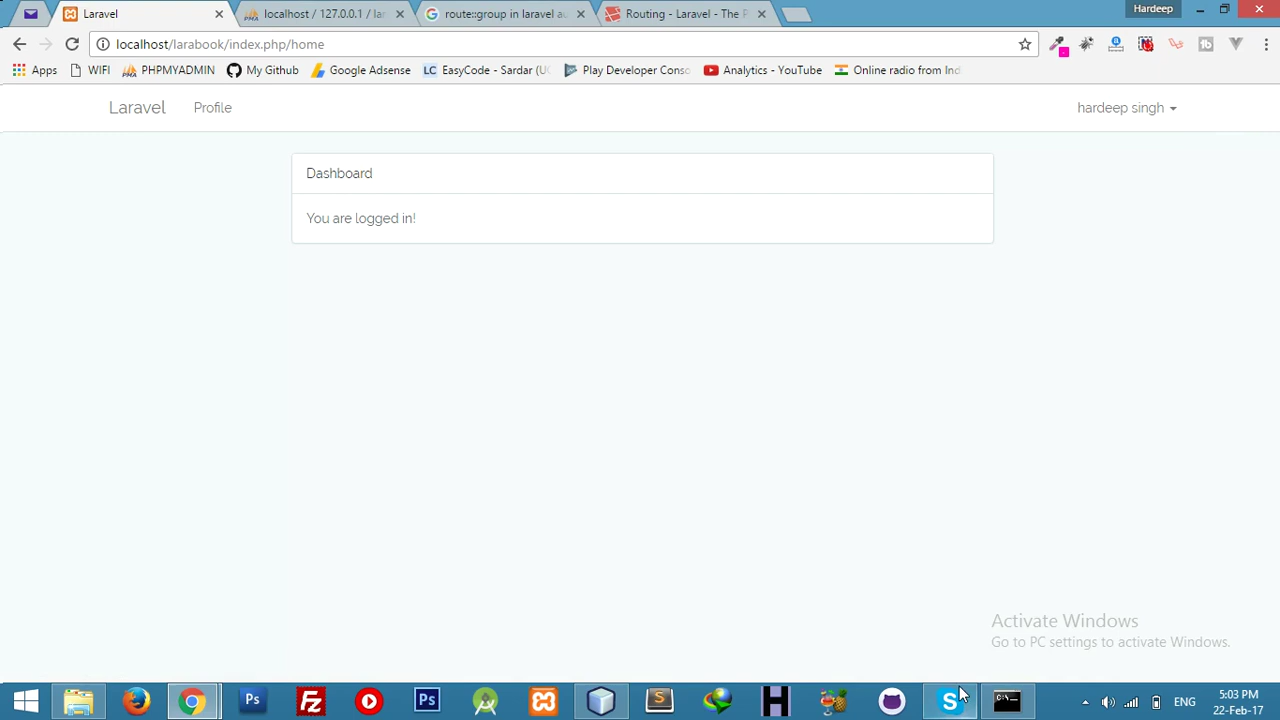 Laravel
localhost / 127.0.0.1 / lar
route::group in laravel au
Routing - Laravel - The P
Hardeep
localhost/larabook/index.php/home
Apps
WIFI
PHPMYADMIN
My Github
Google Adsense
LC EasyCode - Sardar (UC
Play Developer Conso
Analytics - YouTube
Online radio from Ind
Laravel
Profile
hardeep singh
Dashboard
You are logged in!
Activate Windows
Go to PC settings to activate Windows.
ENG
5:03 PM
22-Feb-17